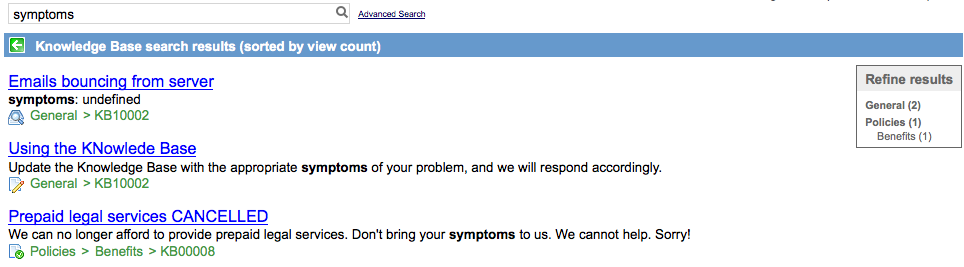 symptoms
Advanced Search
Knowledge Base search results (sorted by view count)
Emails bouncing from server
symptoms: undefined
General > KB10002
Using the KNowlede Base
Update the Knowledge Base with the appropriate symptoms of your problem, and we will respond accordingly.
General > KB10002
Prepaid legal services CANCELLED
We can no longer afford to provide prepaid legal services. Don't bring your symptoms to us. We cannot help. Sorry!
Policies > Benefits > KB00008
Refine results
General (2)
Policies (1)
Benefits (1)